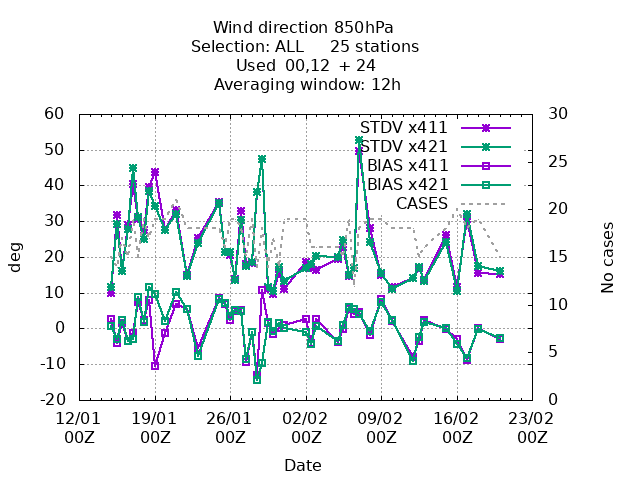 Wind direction 850hPa
Selection: ALL 25 stations
Used 00,12 + 24
Averaging window: 12h
60 30
STDV x411
50 25
STDV x421
BIAS x411
40
BIAS x421
20
CASES
30
deg
20 15
No cases
10 10
0
5
-10
-20 0
12/01 19/01 26/01 02/02 09/02 16/02 23/02
00Z 00Z 00Z 00Z 00Z 00Z 00Z
Date